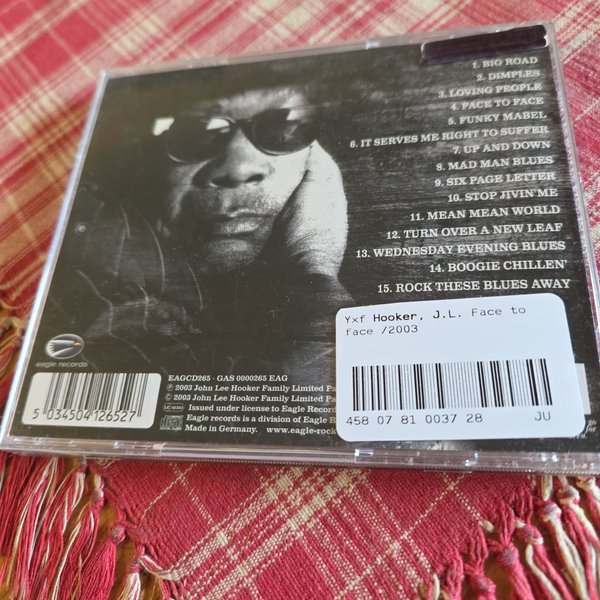 1. BIG ROAD
2. DIMPLES
3. LOVING PEOPLE
4. FACE TO FACE
5. FUNKY MABEL
6. IT SERVES ME RIGHT TO SUFFER
7. UP AND DOWN
8. MAD MAN BLUES
9. SIX PAGE LETTER
10. STOP JIVIN' ME
11. MEAN MEAN WORLD
12. TURN OVER A NEW LEAF
13. WEDNESDAY EVENING BLUES
14. BOOGIE CHILLEN'
15. ROCK THESE BLUES AWAY
Yxf Hooker, J.L. Face to
face /2003
458 07 81 0037 28 JU
eagle records
5 034504 126527
EAGCD265 - GAS 0000265 EAG
℗ 2003 John Lee Hooker Family Limited
© 2003 John Lee Hooker Family Limited
Issued under license to Eagle
Eagle records is a division of Eagle
Made in Germany. www.eagle-rock